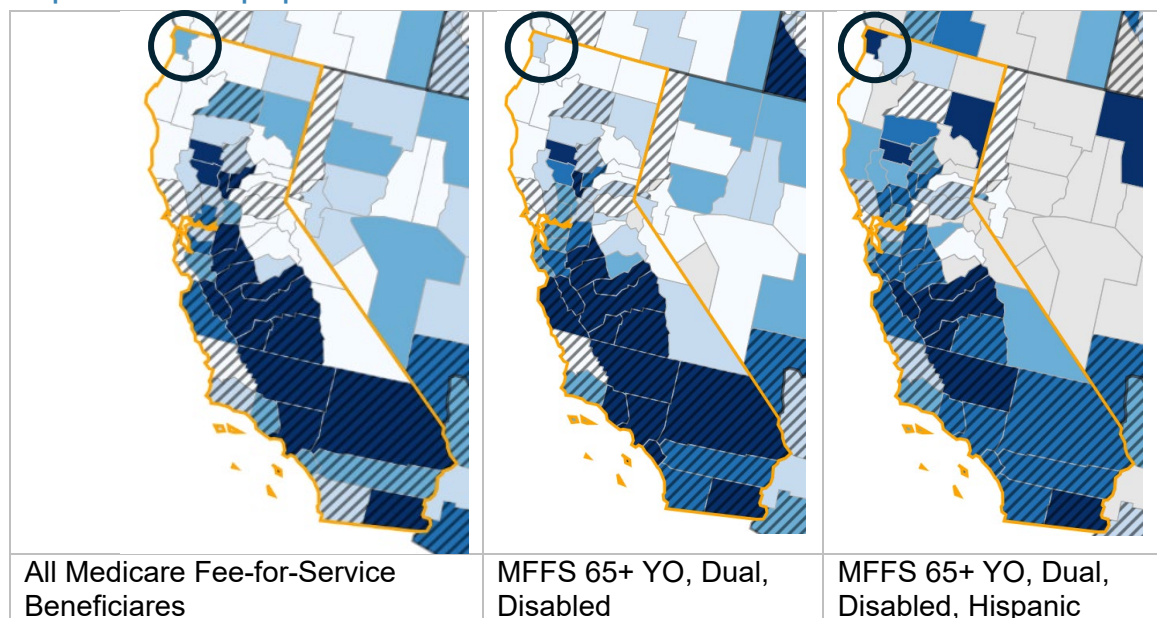 All Medicare Fee-for-Service
Beneficiares
MFFS 65+ YO, Dual,
Disabled
MFFS 65+ YO, Dual,
Disabled, Hispanic